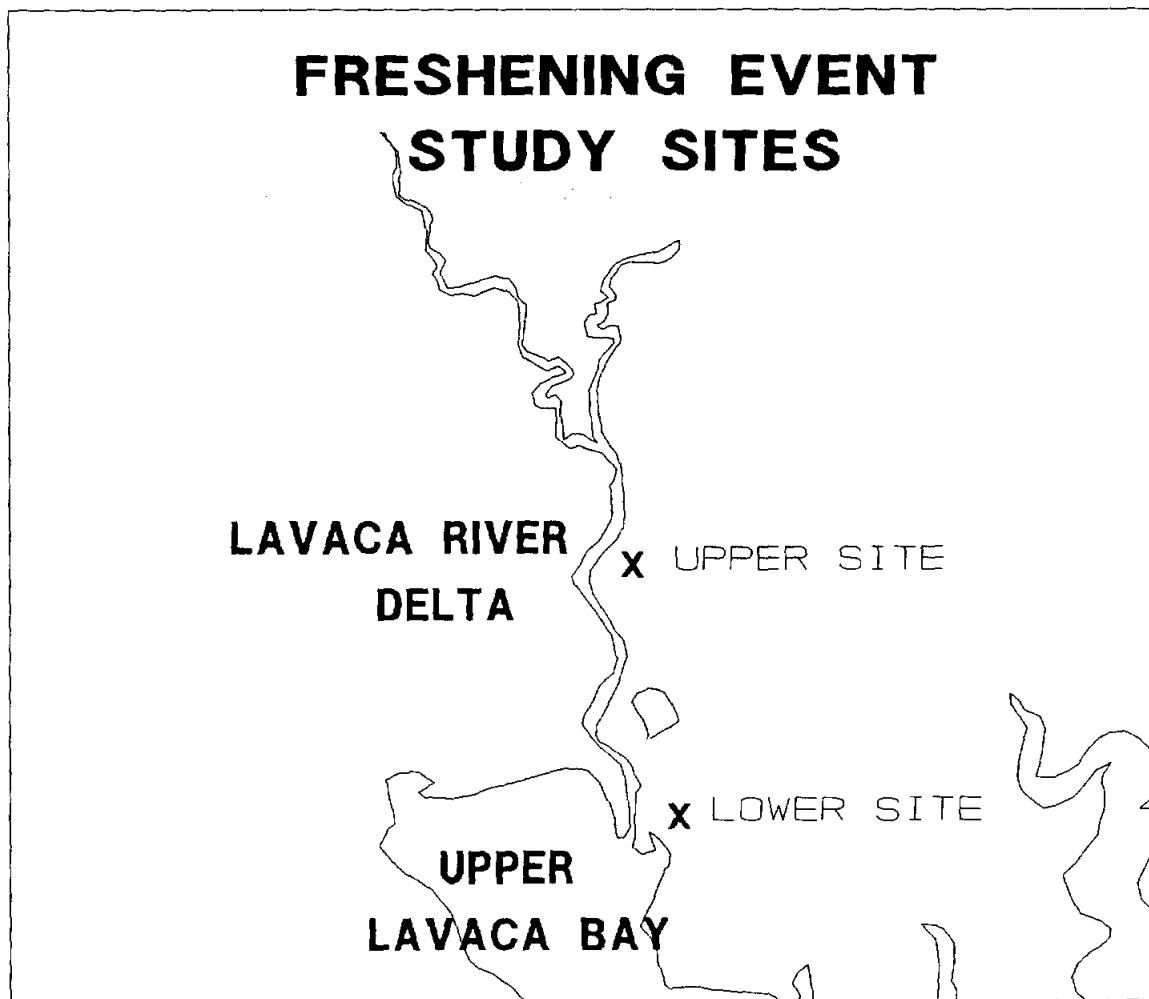 FRESHENING EVENT
STUDY SITES
LAVACA RIVER
DELTA
X UPPER SITE
X LOWER SITE
UPPER
LAVACA BAY